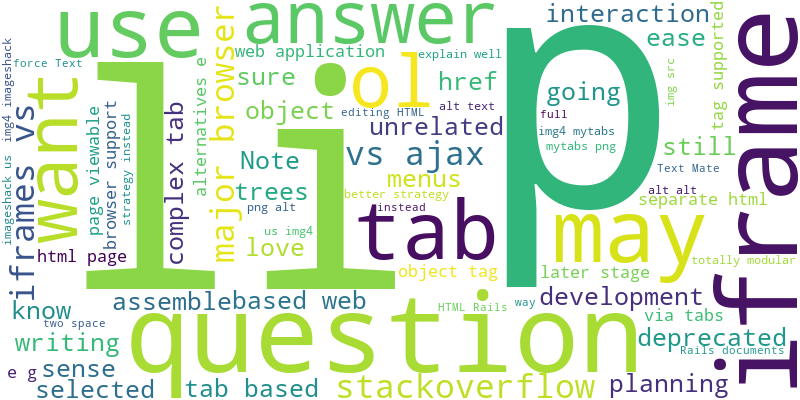 use
answer
interaction
ease
web application
explain well
force Text
sure
ol
href
going
tag supported
img src
alt text
object
editing HTML
unrelated
full
img4 mytabs
mytabs png
still
li
p
iframe
want
iframes vs
imageshack us img4 imageshack
page viewable
browser support
strategy instead
complex tab
alternatives e
major browser
Note
trees
vs ajax
menus
better strategy
png alt
instead
us img4
love
tab
may
Text Mate
alt alt
separate html
html page
object tag
later stage
totally modular
know
two space
assemble
based web
HTML Rails
way
development
via tabs
question
deprecated
Rails documents
writing
e g
sense
selected
tab based
stackoverflow
planning